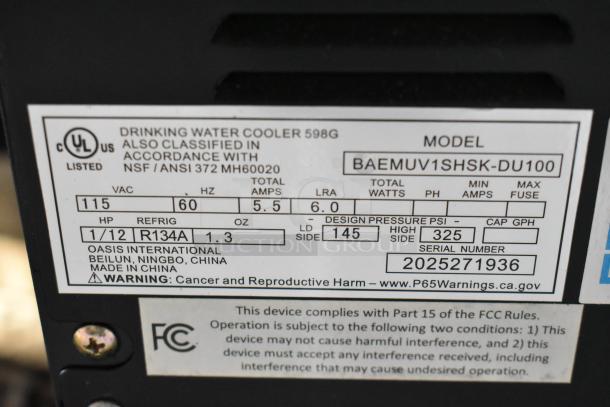 DRINKING WATER COOLER 598G
ALSO CLASSIFIED IN
ACCORDANCE WITH
NSF / ANSI 372 MH60020
C UL US
LISTED
MODEL
BAEMUV1SHSK-DU100
VAC HZ TOTAL AMPS LRA TOTAL WATTS PH MIN AMPS MAX FUSE
115 60 5.5 6.0
HP REFRIG OZ - DESIGN PRESSURE PSI - CAP GPH
1/12 R134A 1.3 LD SIDE 145 HIGH SIDE 325
OASIS INTERNATIONAL
BEILUN, NINGBO, CHINA
MADE IN CHINA
SERIAL NUMBER
2025271936
⚠WARNING: Cancer and Reproductive Harm – www.P65Warnings.ca.gov
FC
This device complies with Part 15 of the FCC Rules.
Operation is subject to the following two conditions: 1) This
device may not cause harmful interference, and 2) this
device must accept any interference received, including
interference that may cause undesired operation.